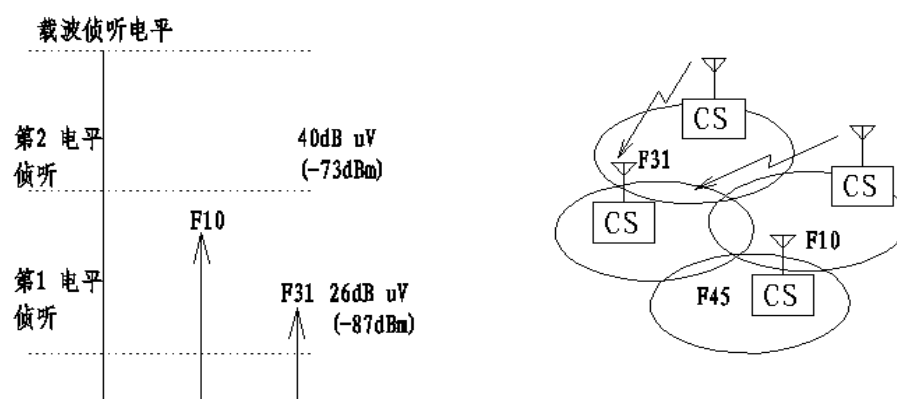 载波侦听电平
第2 电平
侦听
40dB uV
(-73dBm)
F10
第1 电平
侦听
F31 26dB uV
(-87dBm)
CS
F31
CS
CS
F10
F45
CS